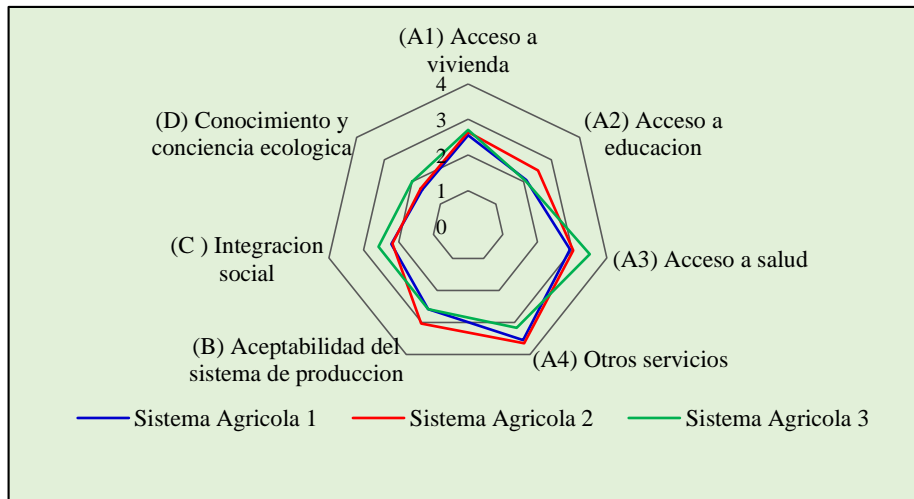 (A1) Acceso a
vivienda
4
3
2
1
0
(A2) Acceso a
educacion
(A3) Acceso a salud
(A4) Otros servicios
(B) Aceptabilidad del
sistema de produccion
(C ) Integracion
social
(D) Conocimiento y
conciencia ecologica
Sistema Agricola 1
Sistema Agricola 2
Sistema Agricola 3